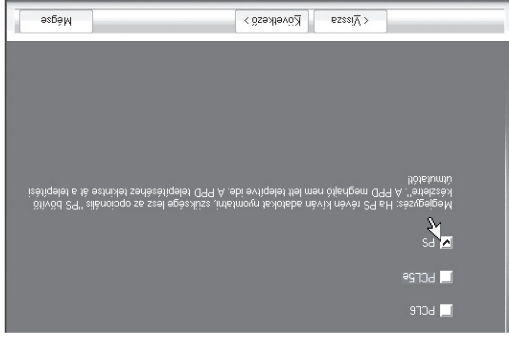 PCL6
PCL5e
PS
Megjegyzés: Ha PS révén kíván adatokat nyomtatni, szüksége lesz az opcionális "PS bővítő
készletre". A PPD meghajtó nem lett telepítve ide. A PPD telepítéséhez tekintse át a telepítési
útmutatót!
< Vissza
Következő >
Mégse